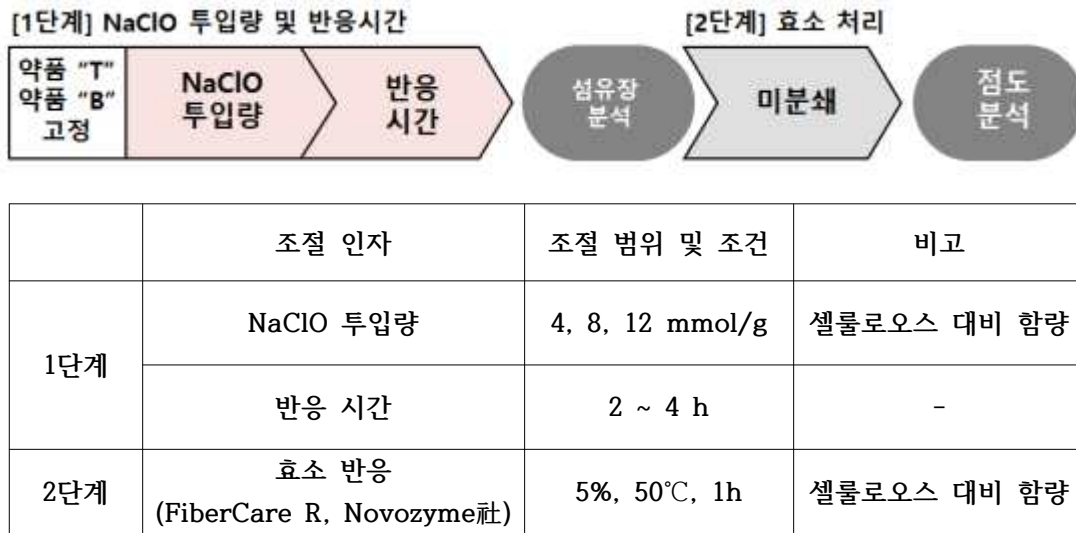 [1단계] NaClO 투입량 및 반응시간
[2단계] 효소 처리
약품 "T"
약품 "B"
고정
NaClO
투입량
반응
시간
섬유장
분석
미분쇄
점도
분석
조절 인자
조절 범위 및 조건
비고
1단계
NaClO 투입량
4, 8, 12 mmol/g
셀룰로오스 대비 함량
반응 시간
2 ~ 4 h
-
2단계
효소 반응
(FiberCare R, Novozyme社)
5%, 50℃, 1h
셀룰로오스 대비 함량